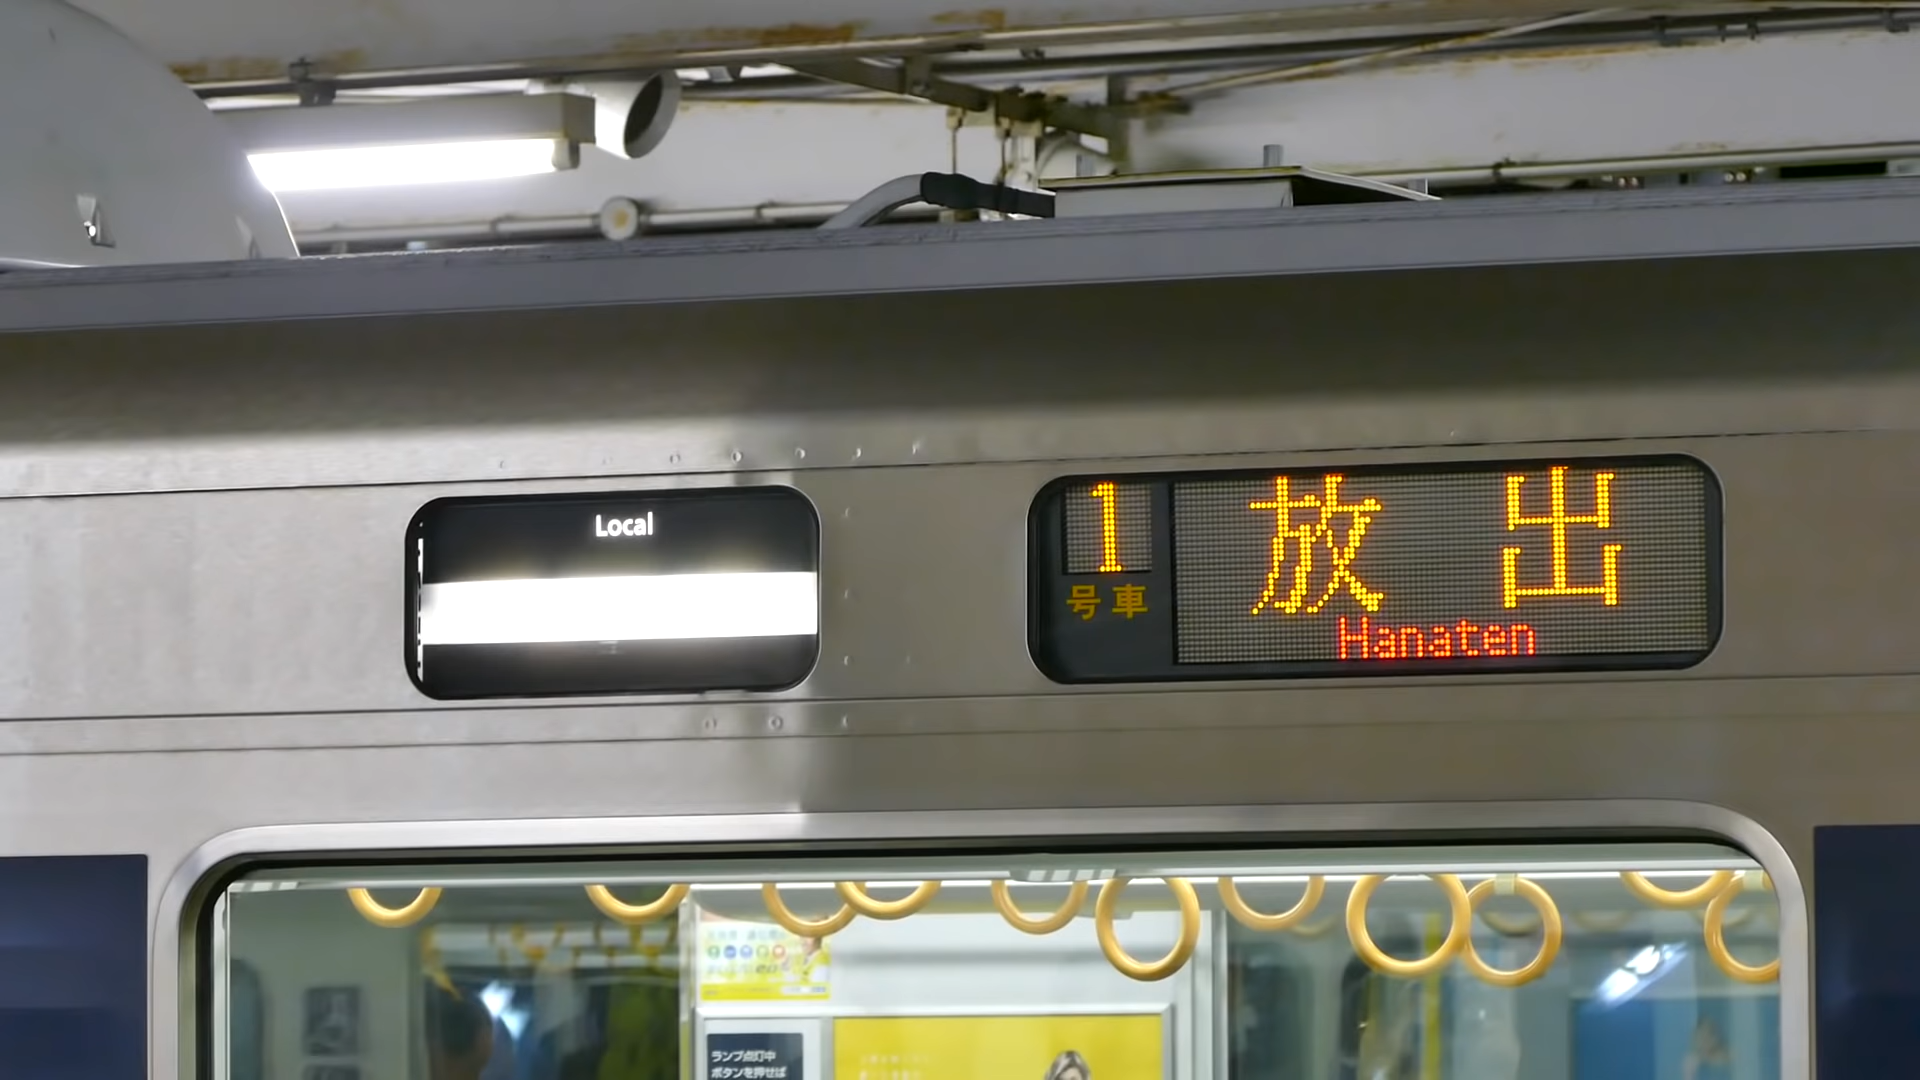 Local
1
号車
放出
Hanaten
ランプ点灯中
ボタンを押せば